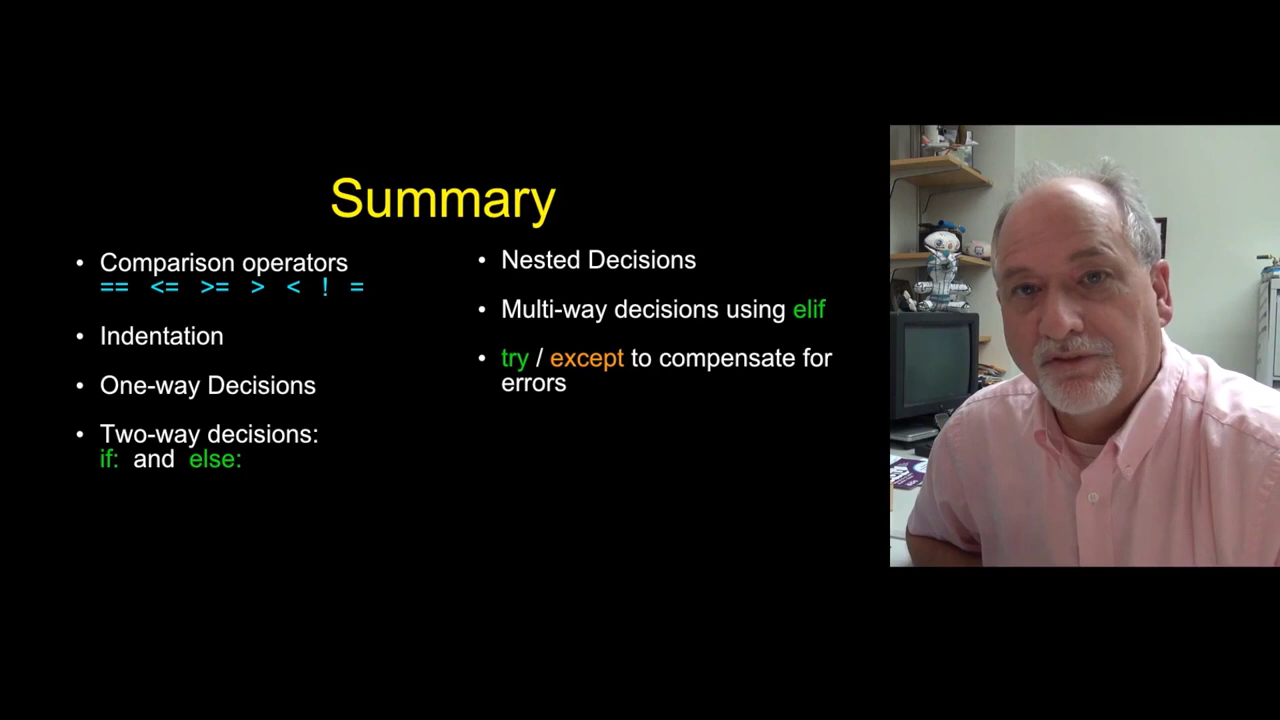 Summary
• Comparison operators
== <= >= > < ! =
• Indentation
• One-way Decisions
• Two-way decisions:
if: and else:
• Nested Decisions
• Multi-way decisions using elif
• try / except to compensate for
errors